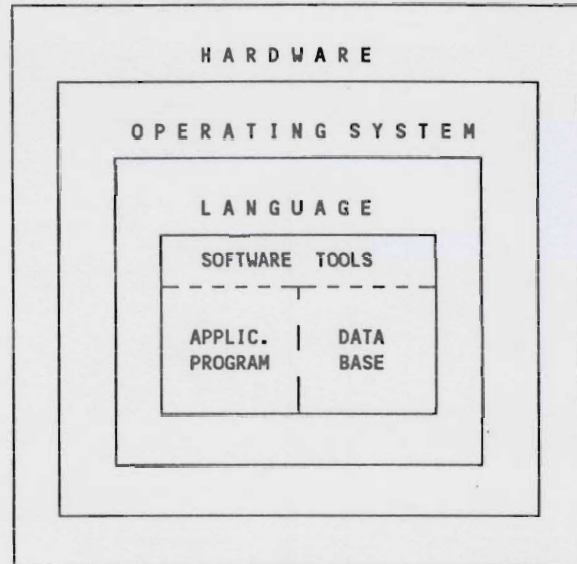 HARDWARE
OPERATING SYSTEM
LANGUAGE
SOFTWARE TOOLS
APPLIC. DATA
PROGRAM BASE